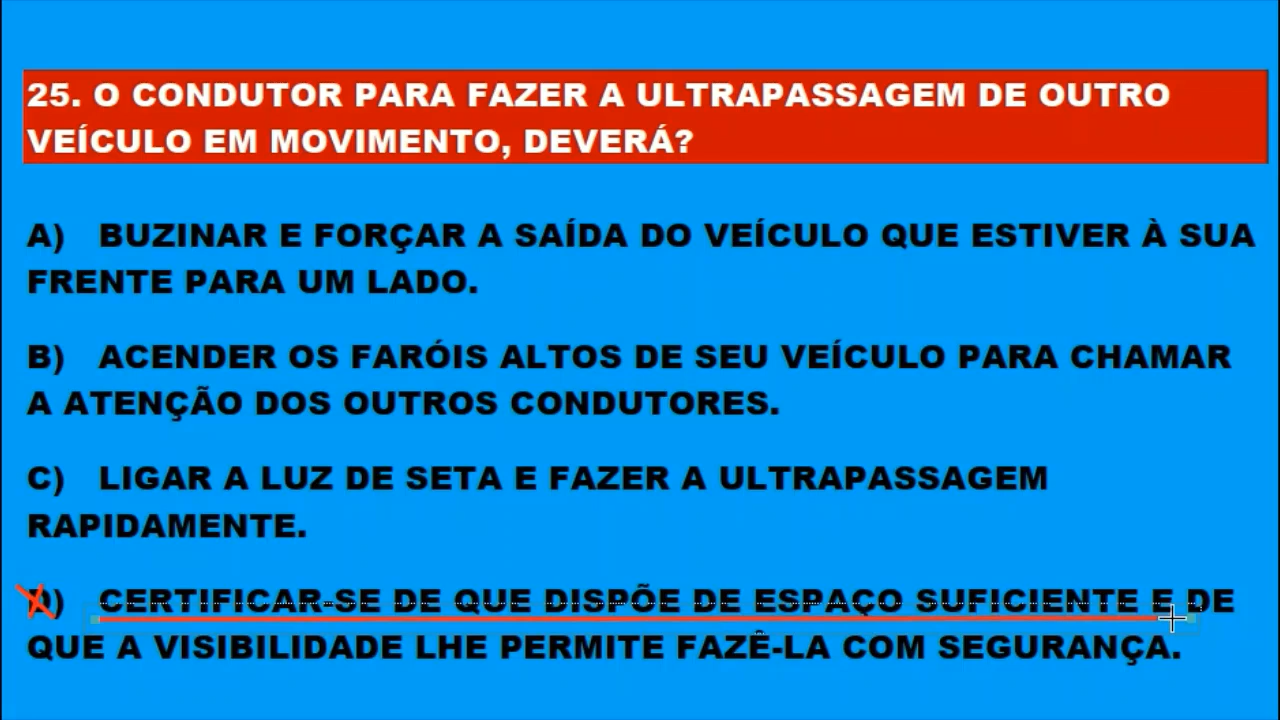 25. O CONDUTOR PARA FAZER A ULTRAPASSAGEM DE OUTRO
VEÍCULO EM MOVIMENTO, DEVERÁ?
A) BUZINAR E FORÇAR A SAÍDA DO VEÍCULO QUE ESTIVER À SUA
FRENTE PARA UM LADO.
B) ACENDER OS FARÓIS ALTOS DE SEU VEÍCULO PARA CHAMAR
A ATENÇÃO DOS OUTROS CONDUTORES.
C) LIGAR A LUZ DE SETA E FAZER A ULTRAPASSAGEM
RAPIDAMENTE.
D) CERTIFICAR-SE DE QUE DISPÕE DE ESPAÇO SUFICIENTE E DE
QUE A VISIBILIDADE LHE PERMITE FAZÊ-LA COM SEGURANÇA.